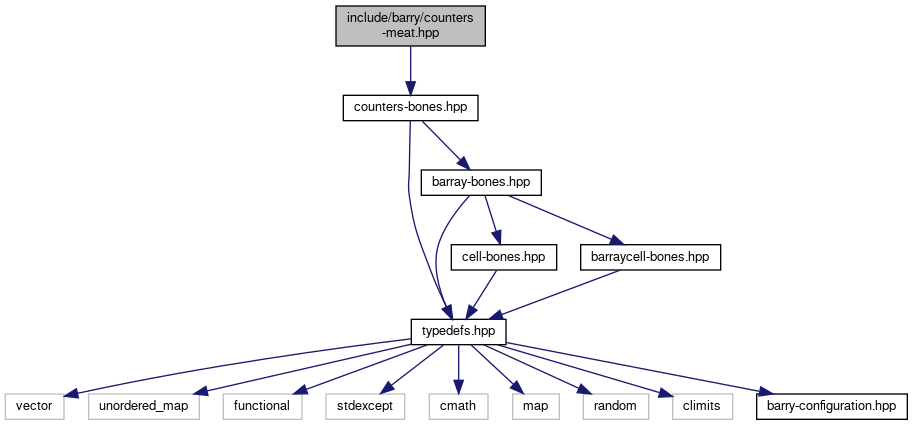 include/barry/counters
-meat.hpp
counters-bones.hpp
barray-bones.hpp
cell-bones.hpp
barraycell-bones.hpp
typedefs.hpp
vector
unordered_map
functional
stdexcept
cmath
map
random
climits
barry-configuration.hpp